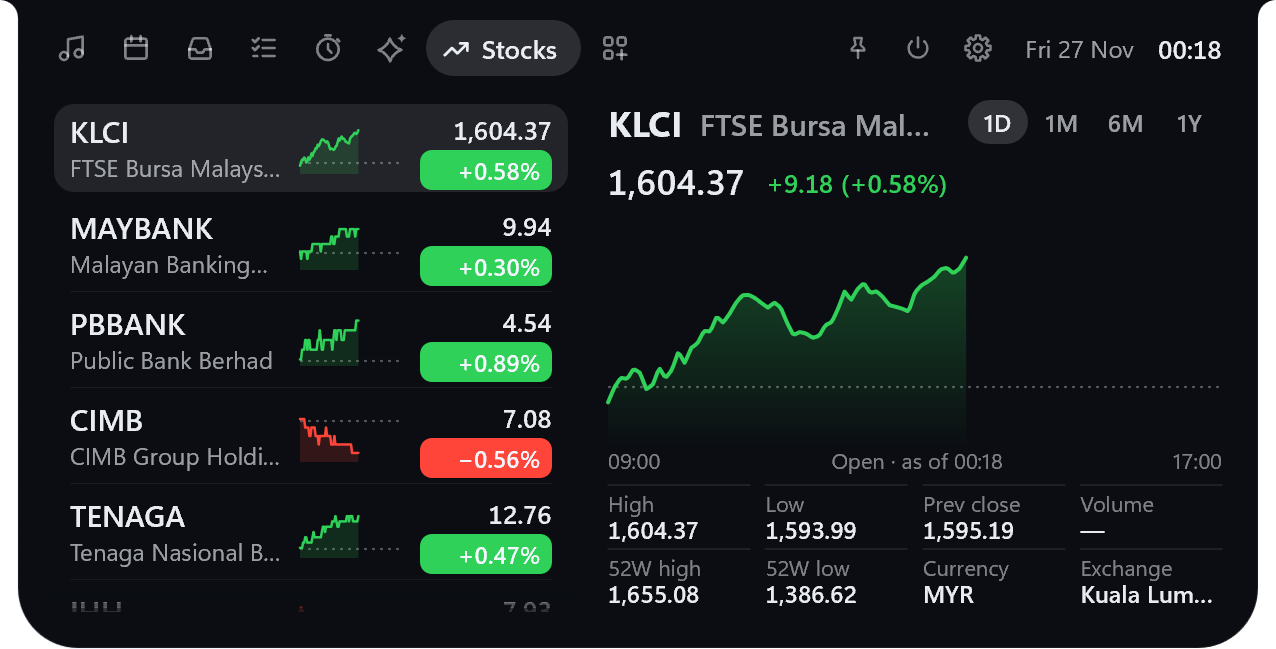 Stocks
Fri 27 Nov 00:18
KLCI
FTSE Bursa Malays...
1,604.37
+0.58%
MAYBANK
Malayan Banking...
9.94
+0.30%
PBBANK
Public Bank Berhad
4.54
+0.89%
CIMB
CIMB Group Holdi...
7.08
−0.56%
TENAGA
Tenaga Nasional B...
12.76
+0.47%
KLCI FTSE Bursa Mal...
1D 1M 6M 1Y
1,604.37 +9.18 (+0.58%)
09:00 Open · as of 00:18 17:00
High Low Prev close Volume
1,604.37 1,593.99 1,595.19 —
52W high 52W low Currency Exchange
1,655.08 1,386.62 MYR Kuala Lum...